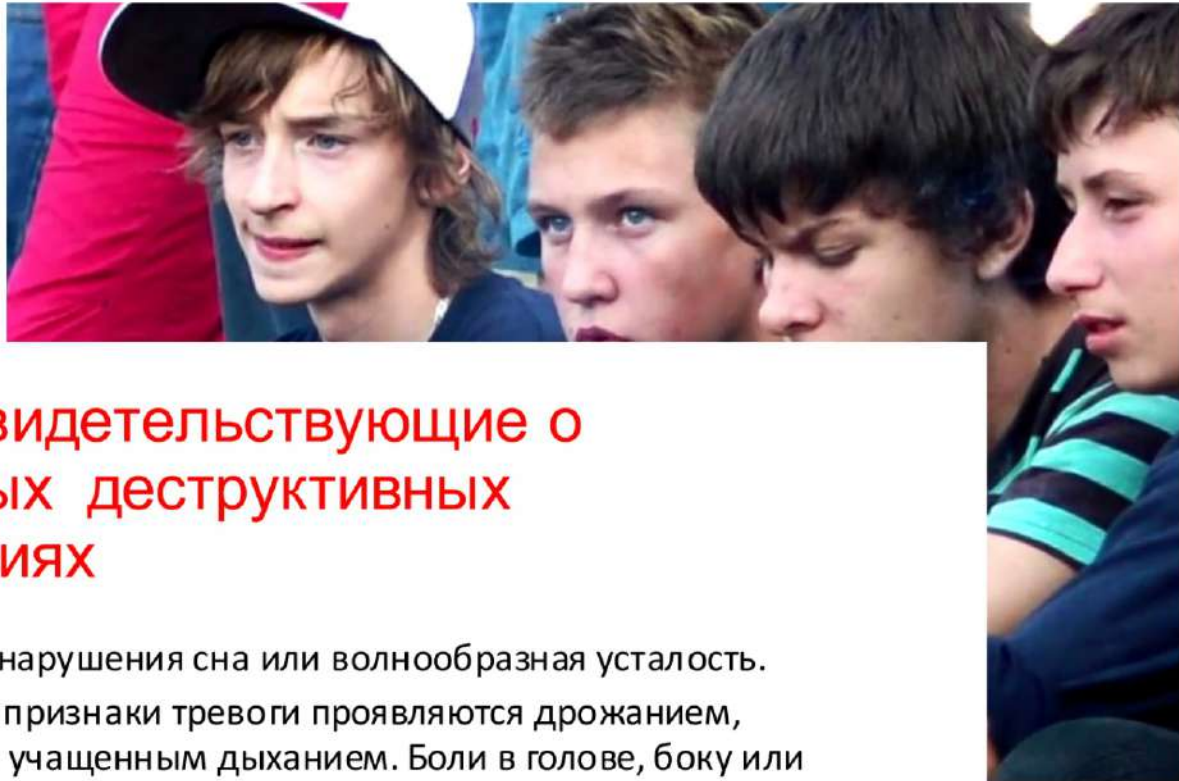 видетельствующие о
ых деструктивных
иях
нарушения сна или волнообразная усталость.
признаки тревоги проявляются дрожанием,
учащенным дыханием. Боли в голове, боку или